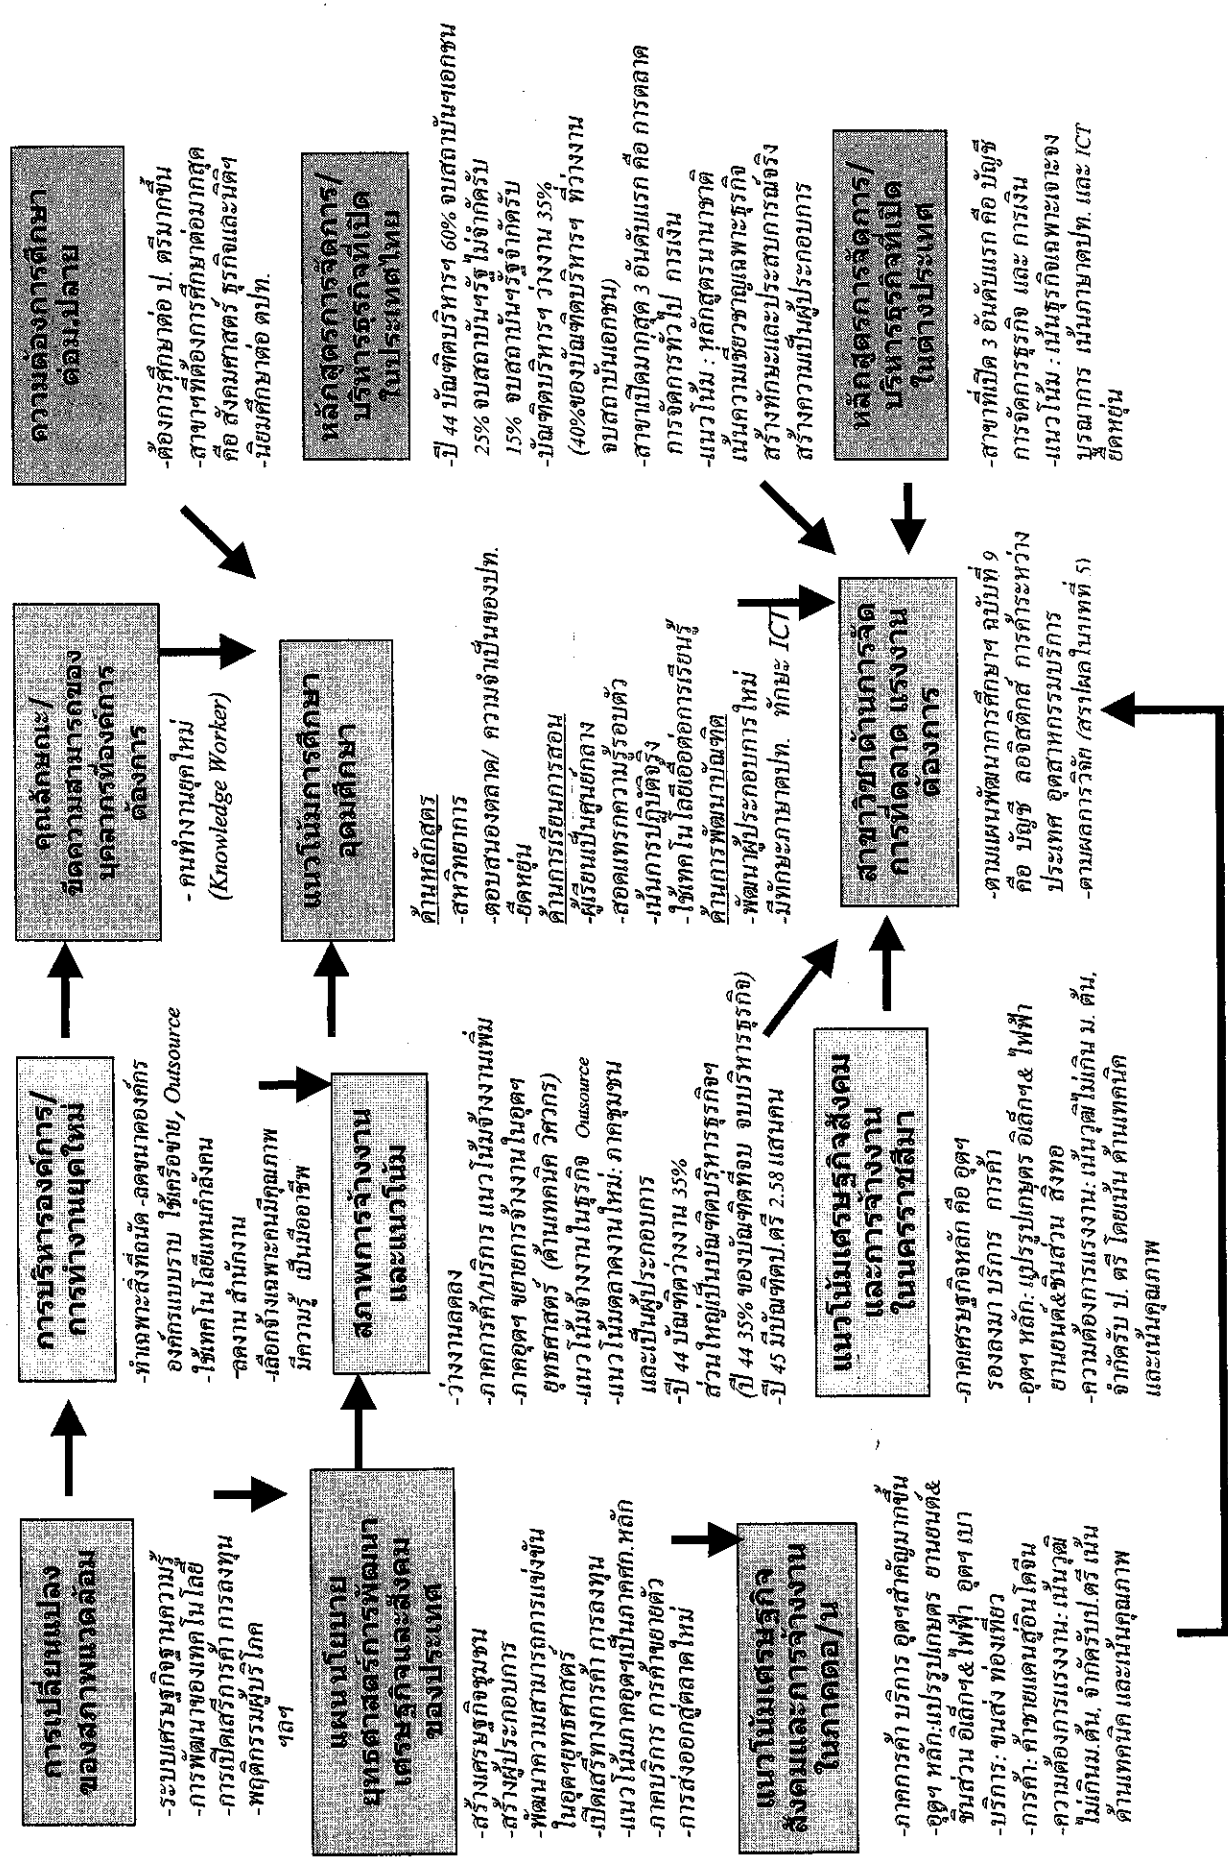 การเปลี่ยนแปลง
ของสภาพแวดล้อม
-ระบบเศรษฐกิจฐานความรู้
-การพัฒนาของเทคโนโลยี
-การเปิดเสรีการค้า การลงทุน
-พฤติกรรมผู้บริโภค
ฯลฯ
การบริหารองค์การ/
การทำงานยุคใหม่
-ทำเฉพาะสิ่งที่ถนัด -ลดขนาดองค์กร
องค์กรแบบราบ ใช้เครือข่าย, Outsource
-ใช้เทคโนโลยีแทนกำลังคน
-ลดงาน สำนักงาน
-เลือกจ้างเฉพาะคนมีคุณภาพ
มีความรู้ เป็นมืออาชีพ
คุณลักษณะ/
ขีดความสามารถของ
บุคลากรที่องค์การ
ต้องการ
- คนทำงานยุคใหม่
(Knowledge Worker)
ความต้องการศึกษา
ต่อม.ปลาย
-ต้องการศึกษาต่อ ป. ตรีมากขึ้น
-สาขาฯที่ต้องการศึกษาต่อมากสุด
คือ สังคมศาสตร์ ธุรกิจและนิติฯ
-นิยมศึกษาต่อ ตปท.
แผนนโยบาย
ยุทธศาสตร์การพัฒนา
เศรษฐกิจและสังคม
ของประเทศ
-สร้างเศรษฐกิจชุมชน
-สร้างผู้ประกอบการ
-พัฒนาความสามารถการแข่งขัน
ในอุตฯยุทธศาสตร์
-เปิดเสรีทางการค้า การลงทุน
-แนวโน้มภาคอุตฯเป็นภาคศก.หลัก
-ภาคบริการ การค้าขยายตัว
-การส่งออกสู่ตลาดใหม่
สภาพการจ้างงาน
และแนวโน้ม
-ว่างงานลดลง
-ภาคการค้า/บริการ แนวโน้มจ้างงานเพิ่ม
-ภาคอุตฯ ขยายการจ้างงานในอุตฯ
ยุทธศาสตร์ (ด้านเทคนิค วิศวกร)
-แนวโน้มจ้างงานในธุรกิจ Outsource
-แนวโน้มตลาดงานใหม่: ภาคชุมชน
และเป็นผู้ประกอบการ
-ปี 44 บัณฑิตว่างงาน 35%
ส่วนใหญ่เป็นบัณฑิตบริหารธุรกิจฯ
(ปี 44 35% ของบัณฑิตที่จบ จบบริหารธุรกิจ)
-ปี 45 มีบัณฑิตป.ตรี 2.58 แสนคน
แนวโน้มการศึกษา
อุดมศึกษา
ด้านหลักสูตร
-สหวิทยาการ
-ตอบสนองตลาด/ ความจำเป็นของปท.
-ยืดหยุ่น
ด้านการเรียนการสอน
-ผู้เรียนเป็นศูนย์กลาง
-สอดแทรกความรู้รอบตัว
-เน้นการปฏิบัติจริง
-ใช้เทคโนโลยีเอื้อต่อการเรียนรู้
ด้านการพัฒนาบัณฑิต
-พัฒนาผู้ประกอบการใหม่
-มีทักษะภาษาตปท. ทักษะ ICT
หลักสูตรการจัดการ/
บริหารธุรกิจที่เปิด
ในประเทศไทย
-ปี 44 บัณฑิตบริหารฯ 60% จบสถาบันฯเอกชน
25% จบสถาบันฯรัฐไม่จำกัดรับ
15% จบสถาบันฯรัฐจำกัดรับ
-บัณฑิตบริหารฯ ว่างงาน 35%
(40%ของบัณฑิตบริหารฯ ที่ว่างงาน
จบสถาบันเอกชน)
-สาขาเปิดมากสุด 3 อันดับแรก คือ การตลาด
การจัดการทั่วไป การเงิน
-แนวโน้ม : หลักสูตรนานาชาติ
เน้นความเชี่ยวชาญเฉพาะธุรกิจ
สร้างทักษะและประสบการณ์จริง
สร้างความเป็นผู้ประกอบการ
แนวโน้มเศรษฐกิจ
สังคมและการจ้างงาน
ในภาคตอ/น
-ภาคการค้า บริการ อุตฯสำคัญมากขึ้น
-อุตฯ หลัก:แปรรูปเกษตร ยานยนต์&
ชิ้นส่วน อิเล็กฯ& ไฟฟ้า อุตฯ เบา
-บริการ: ขนส่ง ท่องเที่ยว
การค้า: ค้าชายแดนสู่อินโดจีน
-ความต้องการแรงงาน: เน้นวุฒิ
ไม่เกินม.ต้น, จำกัดรับป.ตรี เน้น
ด้านเทคนิค และเน้นคุณภาพ
แนวโน้มเศรษฐกิจสังคม
และการจ้างงาน
ในนครราชสีมา
-ภาคเศรษฐกิจหลัก คือ อุตฯ
รองลงมา บริการ การค้า
-อุตฯ หลัก: แปรรูปเกษตร อิเล็กฯ& ไฟฟ้า
ยานยนต์&ชิ้นส่วน สิ่งทอ
-ความต้องการแรงงาน: เน้นวุฒิไม่เกิน ม. ต้น,
จำกัดรับ ป. ตรี โดยเน้น ด้านเทคนิค
และเน้นคุณภาพ
สาขาวิชาด้านการจัด
การที่ตลาด แรงงาน
ต้องการ
-ตามแผนพัฒนาการศึกษาฯ ฉบับที่ 9
คือ บัญชี ลอจิสติกส์ การค้าระหว่าง
ประเทศ อุตสาหกรรมบริการ
-ตามผลการวิจัย (สรุปผลในบทที่ 5)
หลักสูตรการจัดการ/
บริหารธุรกิจที่เปิด
ในต่างประเทศ
-สาขาที่เปิด 3 อันดับแรก คือ บัญชี
การจัดการธุรกิจ และ การเงิน
-แนวโน้ม : เน้นธุรกิจเฉพาะเจาะจง
บูรณาการ เน้นภาษาตปท. และ ICT
ยืดหยุ่น